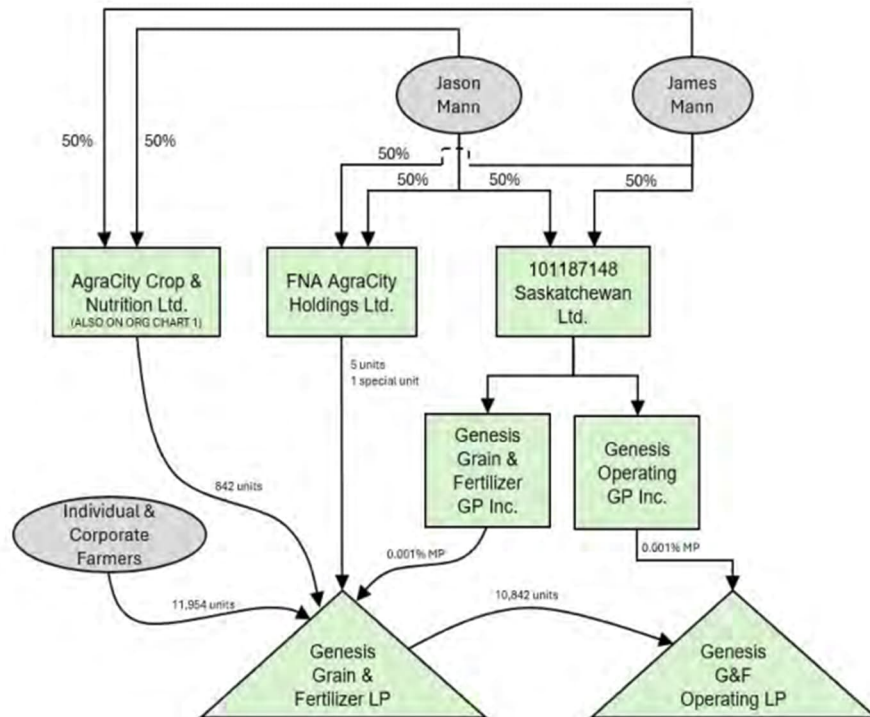 Jason
Mann
James
Mann
50%
50%
50%
50%
50%
50%
AgraCity Crop &
Nutrition Ltd.
(ALSO ON ORG CHART 1)
FNA AgraCity
Holdings Ltd.
101187148
Saskatchewan
Ltd.
5 units
1 special unit
Genesis
Grain &
Fertilizer
GP Inc.
Genesis
Operating
GP Inc.
842 units
Individual &
Corporate
Farmers
0.001% MP
0.001% MP
11,954 units
10,842 units
Genesis
Grain &
Fertilizer LP
Genesis
G&F
Operating LP